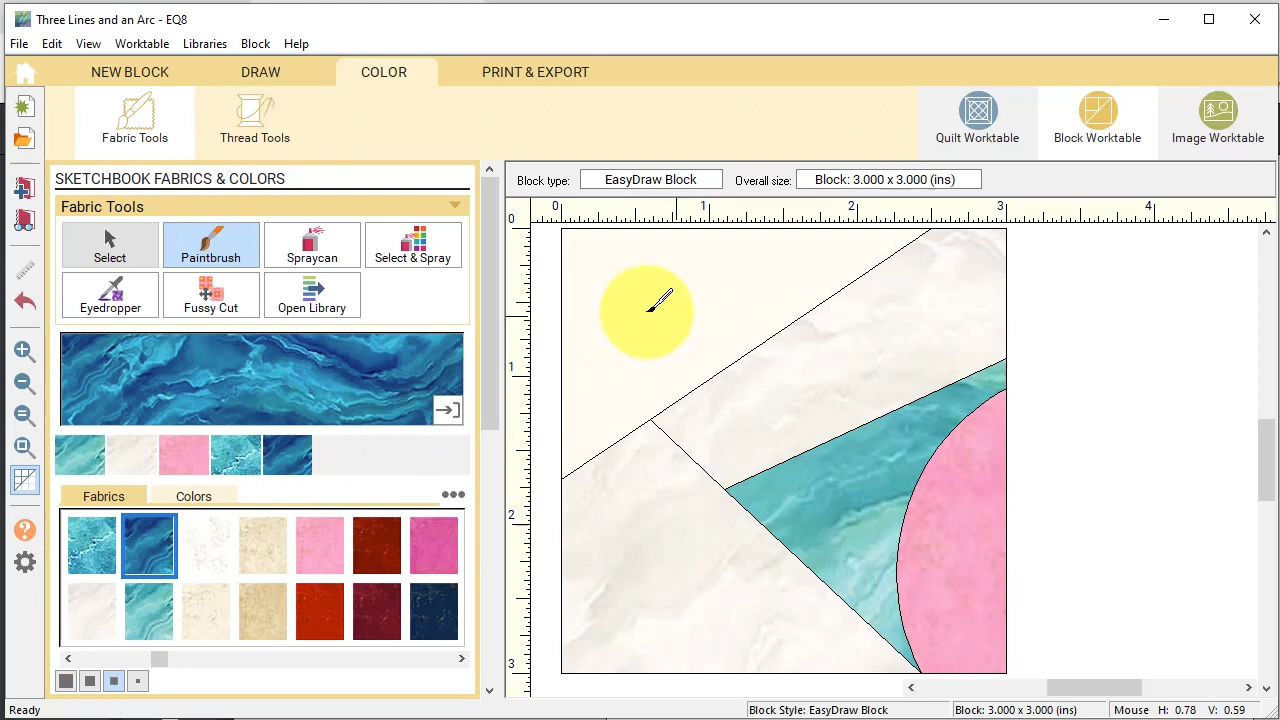 Three Lines and an Arc - EQ8
File Edit View Worktable Libraries Block Help
NEW BLOCK DRAW COLOR PRINT & EXPORT
Fabric Tools Thread Tools Quilt Worktable Block Worktable Image Worktable
SKETCHBOOK FABRICS & COLORS
Fabric Tools
Select Paintbrush Spraycan Select & Spray
Eyedropper Fussy Cut Open Library
Fabrics Colors
Block type: EasyDraw Block Overall size: Block: 3.000 x 3.000 (ins)
0 0 1 2 3 4
1
2
3
Ready Block Style: EasyDraw Block Block: 3.000 x 3.000 (ins) Mouse H: 0.78 V: 0.59